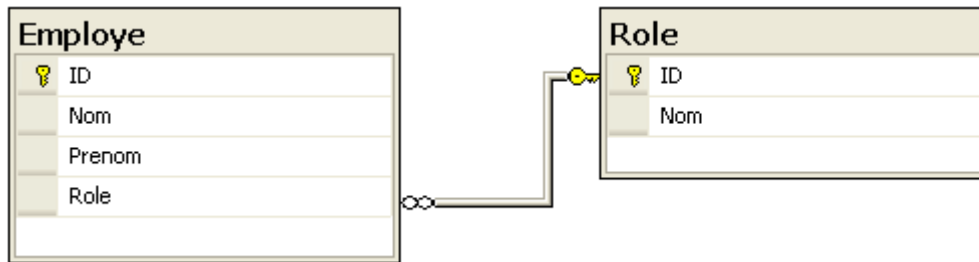 Employe
ID
Nom
Prenom
Role
Role
ID
Nom